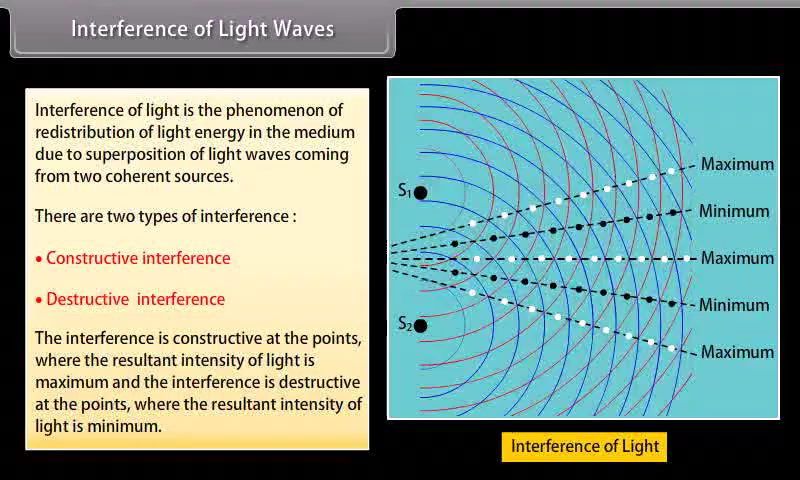 Interference of Light Waves
Interference of light is the phenomenon of
redistribution of light energy in the medium
due to superposition of light waves coming
from two coherent sources.
There are two types of interference :
• Constructive interference
• Destructive interference
The interference is constructive at the points,
where the resultant intensity of light is
maximum and the interference is destructive
at the points, where the resultant intensity of
light is minimum.
S1
S2
Maximum
Minimum
Maximum
Minimum
Maximum
Interference of Light